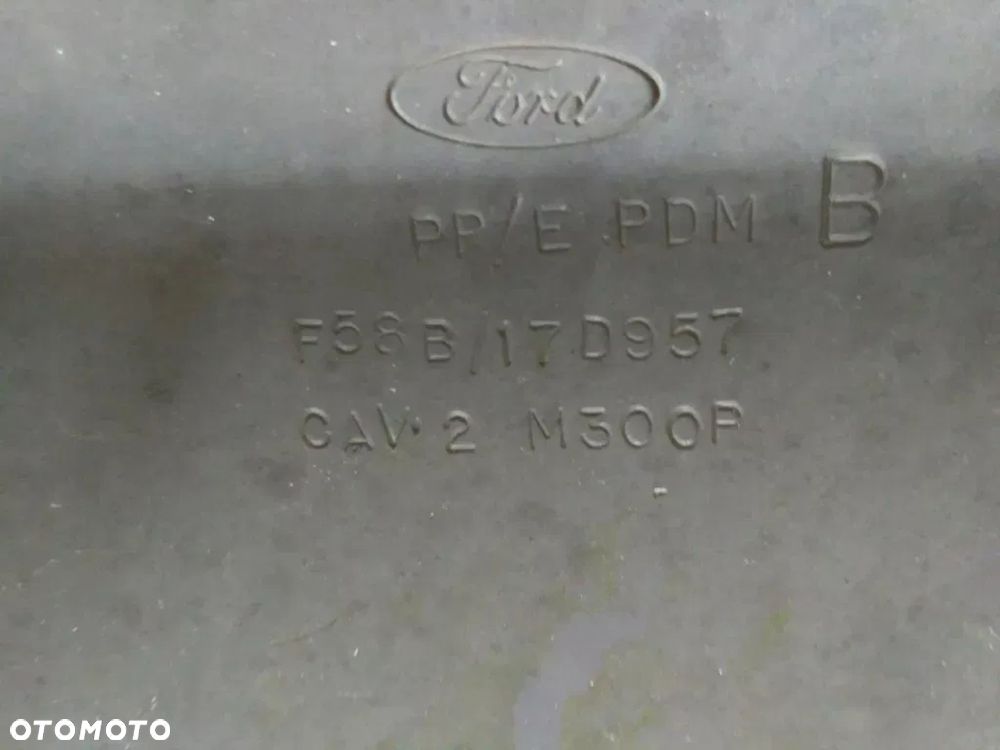 Ford
PP/E PDM B
F58B/17D957
CAV 2 M300P
OTOMOTO